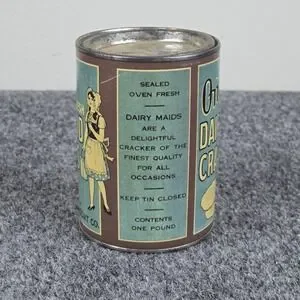 SEALED
OVEN FRESH
DAIRY MAIDS
ARE A
DELIGHTFUL
CRACKER OF THE
FINEST QUALITY
FOR ALL
OCCASIONS
KEEP TIN CLOSED
CONTENTS
ONE POUND
D
CO.
DA
CR